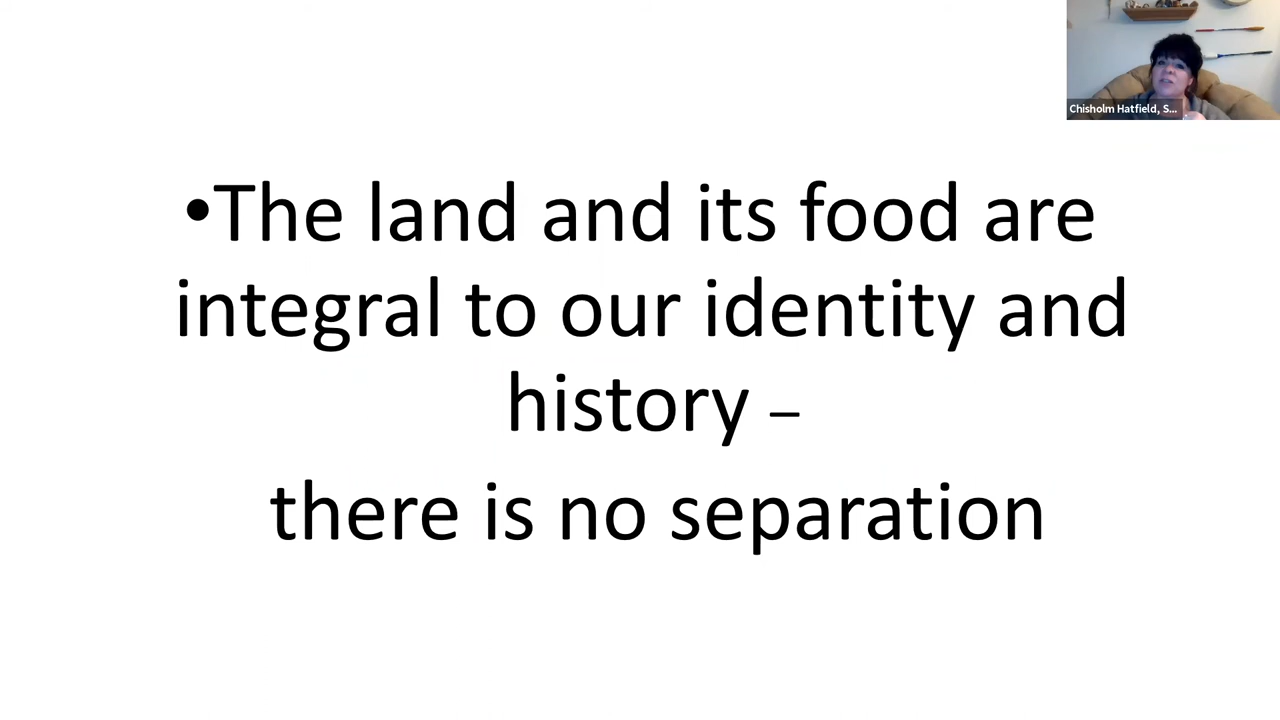 Chisholm Hatfield, S...
•The land and its food are
integral to our identity and
history –
there is no separation